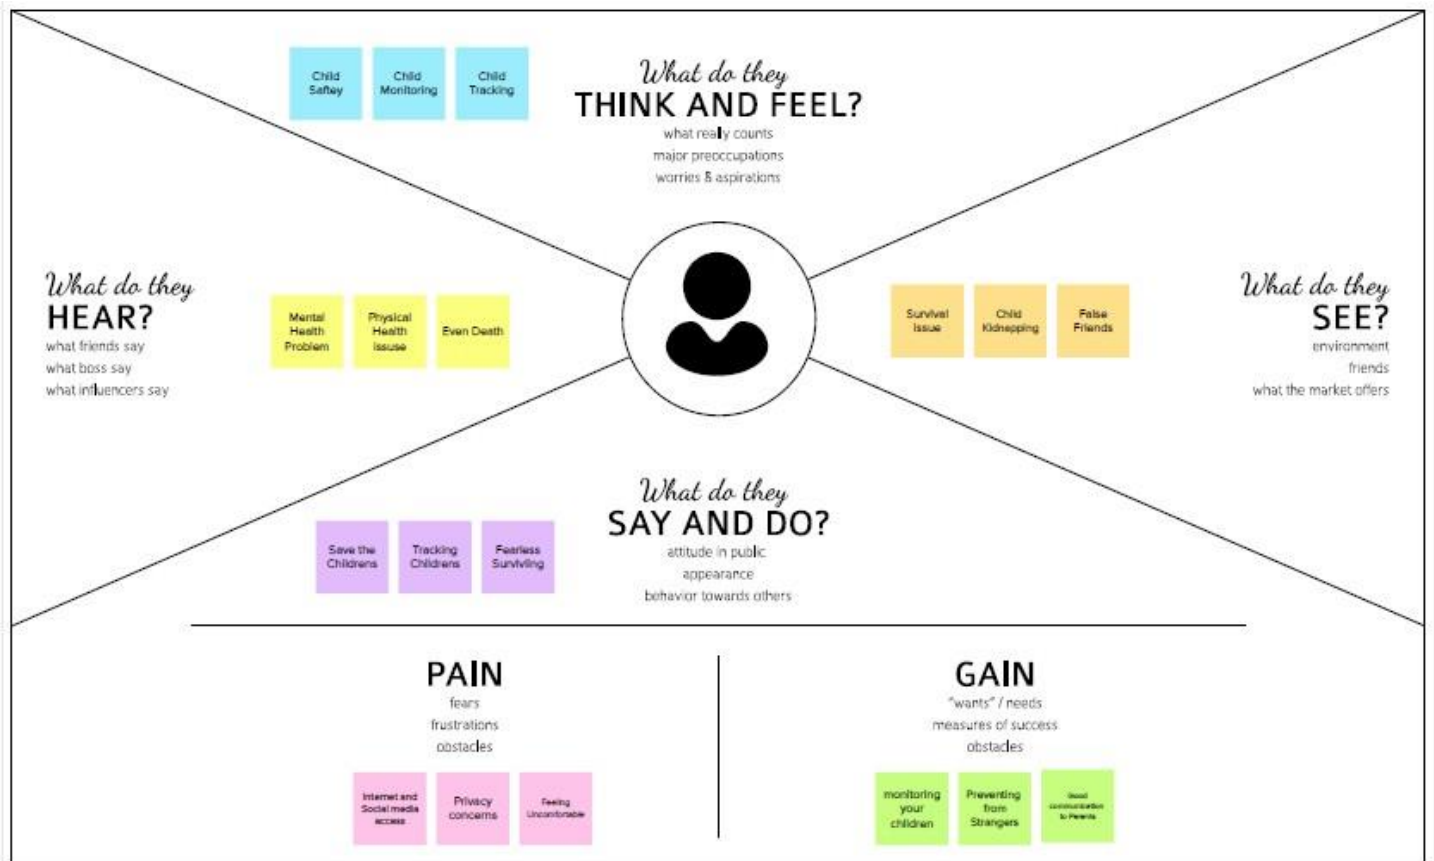 Child
Saftey
Child
Monitoring
Child
Tracking
What do they
THINK AND FEEL?
what really counts
major preoccupations
worries & aspirations
What do they
HEAR?
what friends say
what boss say
what influencers say
Mental
Health
Problem
Physical
Health
issuse
Even Death
Survival
issue
Child
Kidnapping
False
Friends
What do they
SEE?
environment
friends
what the market offers
What do they
SAY AND DO?
attitude in public
appearance
behavior towards others
Save the
Childrens
Tracking
Childrens
Fearless
Surviving
PAIN
fears
frustrations
obstacles
Internet and
Social media
access
Privacy
concerns
Feeling
Uncomfortable
GAIN
"wants" / needs
measures of success
obstacles
monitoring
your
children
Preventing
from
Strangers
Good
communication
to Parents